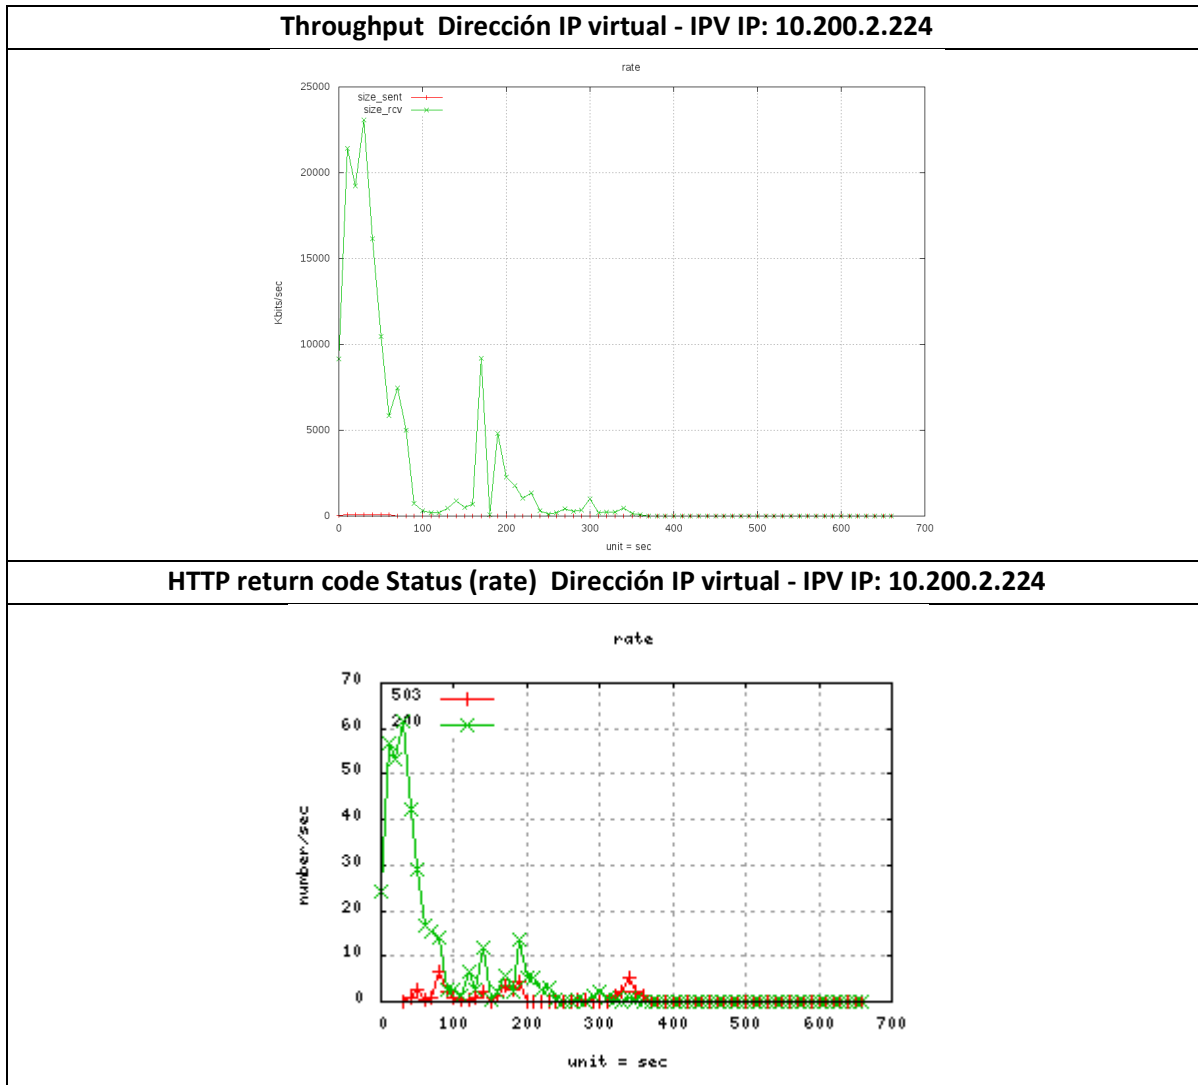 Throughput Dirección IP virtual - IPV IP: 10.200.2.224
rate
25000
size_sent
size_rcv
20000
15000
Kbits/sec
10000
5000
0
0 100 200 300 400 500 600 700
unit = sec
HTTP return code Status (rate) Dirección IP virtual - IPV IP: 10.200.2.224
rate
70
503
200
60
50
40
number/sec
30
20
10
0
0 100 200 300 400 500 600 700
unit = sec